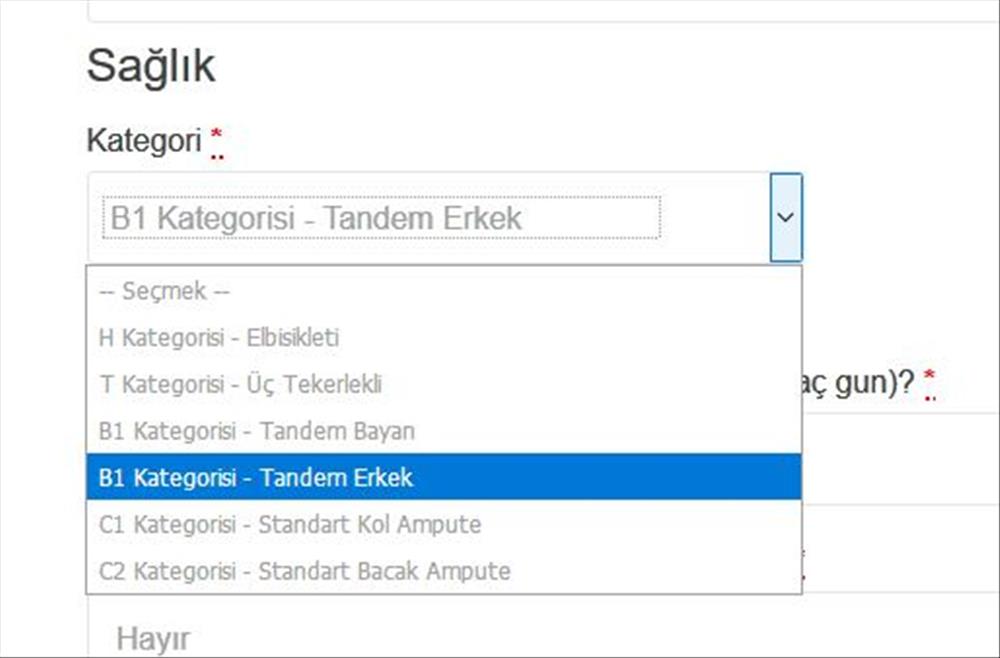 Sağlık
Kategori *
B1 Kategorisi - Tandem Erkek
-- Seçmek --
H Kategorisi - Elbisikleti
T Kategorisi - Üç Tekerlekli
aç gun)? *
B1 Kategorisi - Tandem Bayan
B1 Kategorisi - Tandem Erkek
C1 Kategorisi - Standart Kol Ampute
C2 Kategorisi - Standart Bacak Ampute
Hayır